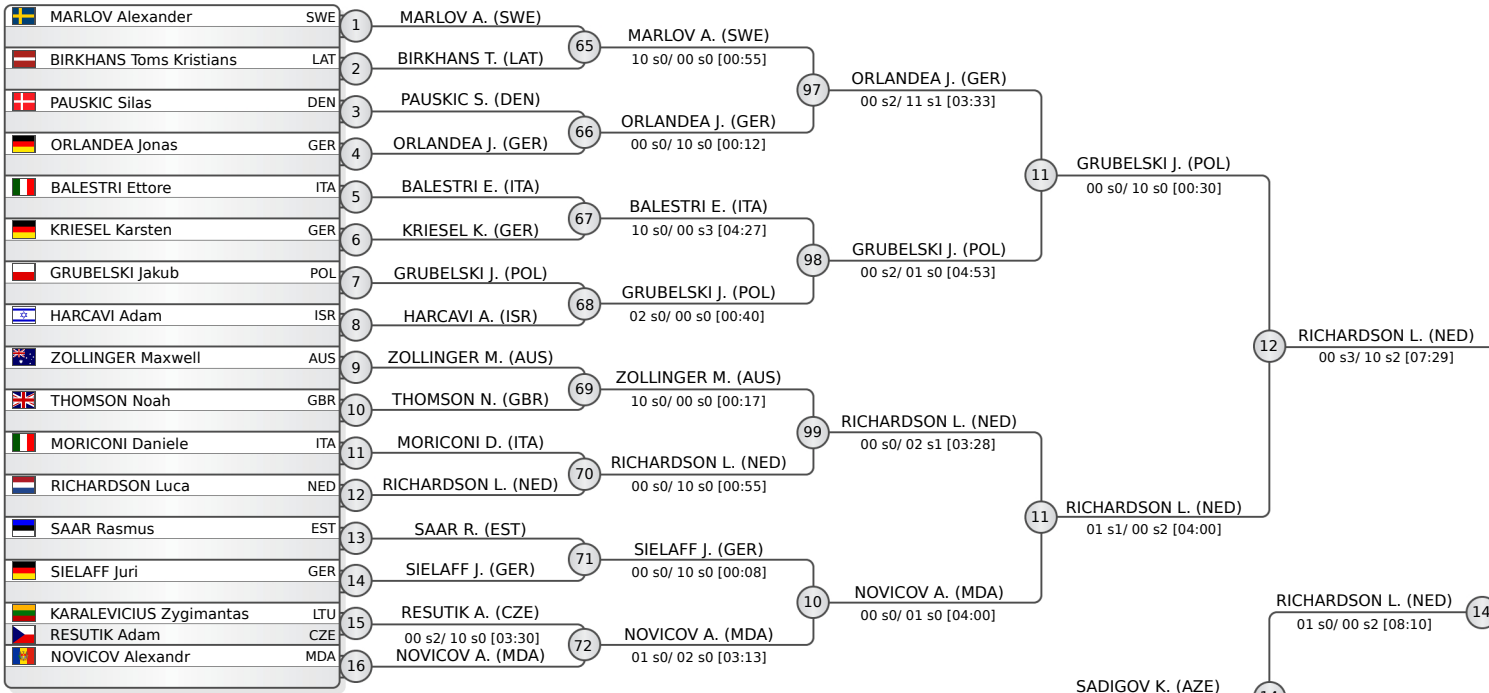 MARLOV Alexander SWE
BIRKHANS Toms Kristians LAT
PAUSKIC Silas DEN
ORLANDEA Jonas GER
BALESTRI Ettore ITA
KRIESEL Karsten GER
GRUBELSKI Jakub POL
HARCAVI Adam ISR
ZOLLINGER Maxwell AUS
THOMSON Noah GBR
MORICONI Daniele ITA
RICHARDSON Luca NED
SAAR Rasmus EST
SIELAFF Juri GER
KARALEVICIUS Zygimantas LTU
RESUTIK Adam CZE
NOVICOV Alexandr MDA
1
2
3
4
5
6
7
8
9
10
11
12
13
14
15
16
MARLOV A. (SWE)
BIRKHANS T. (LAT)
PAUSKIC S. (DEN)
ORLANDEA J. (GER)
BALESTRI E. (ITA)
KRIESEL K. (GER)
GRUBELSKI J. (POL)
HARCAVI A. (ISR)
ZOLLINGER M. (AUS)
THOMSON N. (GBR)
MORICONI D. (ITA)
RICHARDSON L. (NED)
SAAR R. (EST)
SIELAFF J. (GER)
RESUTIK A. (CZE)
00 s2/ 10 s0 [03:30]
NOVICOV A. (MDA)
65
66
67
68
69
70
71
72
MARLOV A. (SWE)
10 s0/ 00 s0 [00:55]
ORLANDEA J. (GER)
00 s0/ 10 s0 [00:12]
BALESTRI E. (ITA)
10 s0/ 00 s3 [04:27]
GRUBELSKI J. (POL)
02 s0/ 00 s0 [00:40]
ZOLLINGER M. (AUS)
10 s0/ 00 s0 [00:17]
RICHARDSON L. (NED)
00 s0/ 10 s0 [00:55]
SIELAFF J. (GER)
00 s0/ 10 s0 [00:08]
NOVICOV A. (MDA)
01 s0/ 02 s0 [03:13]
97
98
99
10
ORLANDEA J. (GER)
00 s2/ 11 s1 [03:33]
GRUBELSKI J. (POL)
00 s2/ 01 s0 [04:53]
RICHARDSON L. (NED)
00 s0/ 02 s1 [03:28]
NOVICOV A. (MDA)
00 s0/ 01 s0 [04:00]
11
11
GRUBELSKI J. (POL)
00 s0/ 10 s0 [00:30]
RICHARDSON L. (NED)
01 s1/ 00 s2 [04:00]
12
RICHARDSON L. (NED)
00 s3/ 10 s2 [07:29]
RICHARDSON L. (NED)
01 s0/ 00 s2 [08:10]
14
SADIGOV K. (AZE)